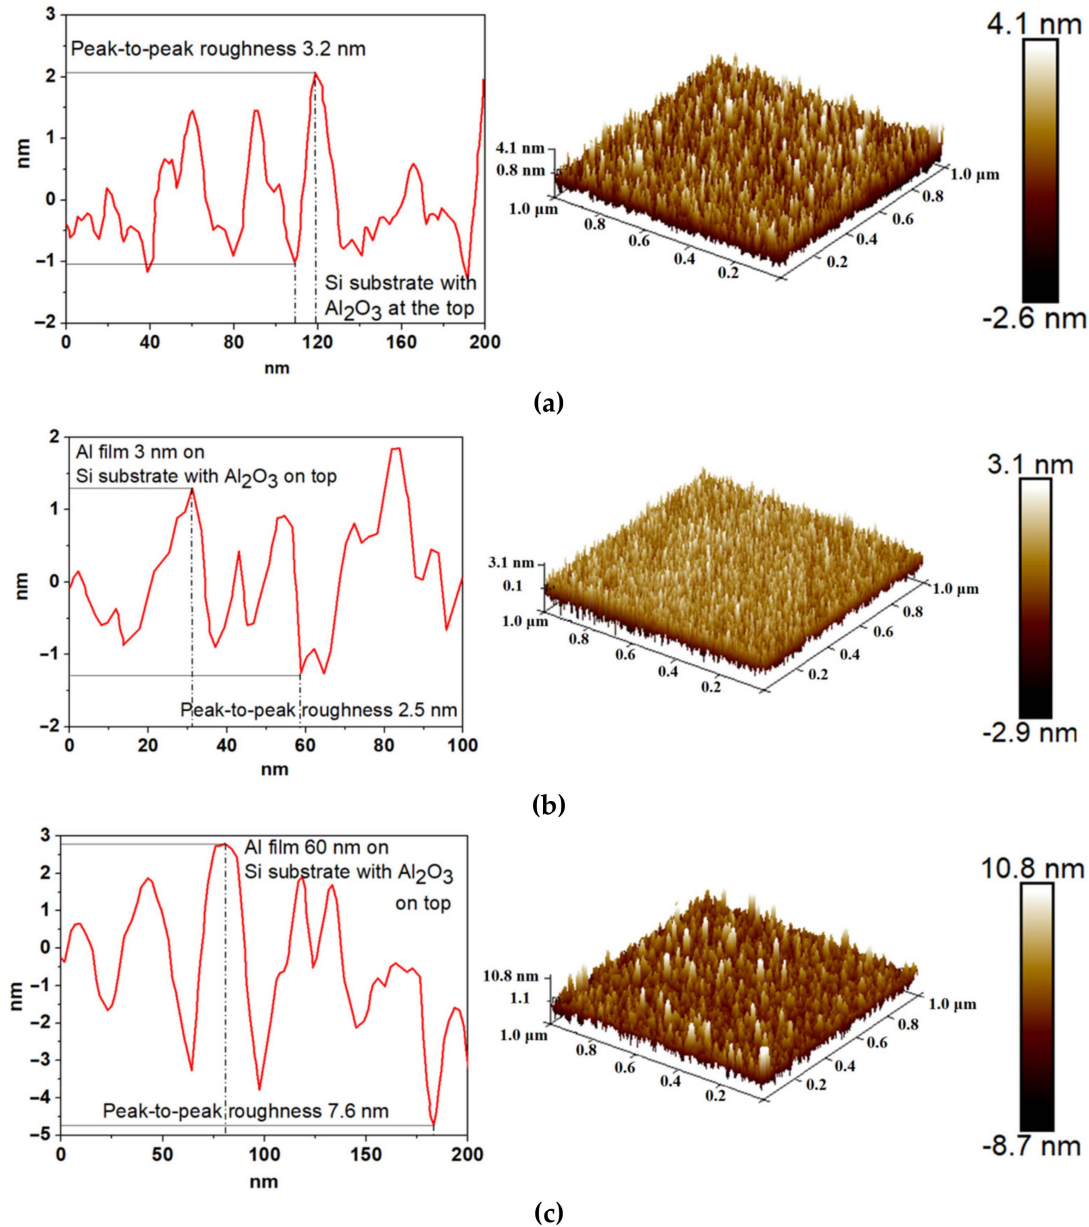 3
2
1
0
−1
−2
nm
Peak-to-peak roughness 3.2 nm
Si substrate with
Al2O3 at the top
0 40 80 120 160 200
nm
4.1 nm
0.8 nm
1.0 µm
0.8
0.6
0.4
0.2
0.2
0.4
0.6
0.8
1.0 µm
4.1 nm
-2.6 nm
(a)
2
1
0
−1
−2
nm
Al film 3 nm on
Si substrate with Al2O3 on top
Peak-to-peak roughness 2.5 nm
0 20 40 60 80 100
nm
3.1 nm
0.1
1.0 µm
0.8
0.6
0.4
0.2
0.2
0.4
0.6
0.8
1.0 µm
3.1 nm
-2.9 nm
(b)
3
2
1
0
−1
−2
−3
−4
−5
nm
Al film 60 nm on
Si substrate with Al2O3
on top
Peak-to-peak roughness 7.6 nm
0 50 100 150 200
nm
10.8 nm
1.1
1.0 µm
0.8
0.6
0.4
0.2
0.2
0.4
0.6
0.8
1.0 µm
10.8 nm
-8.7 nm
(c)